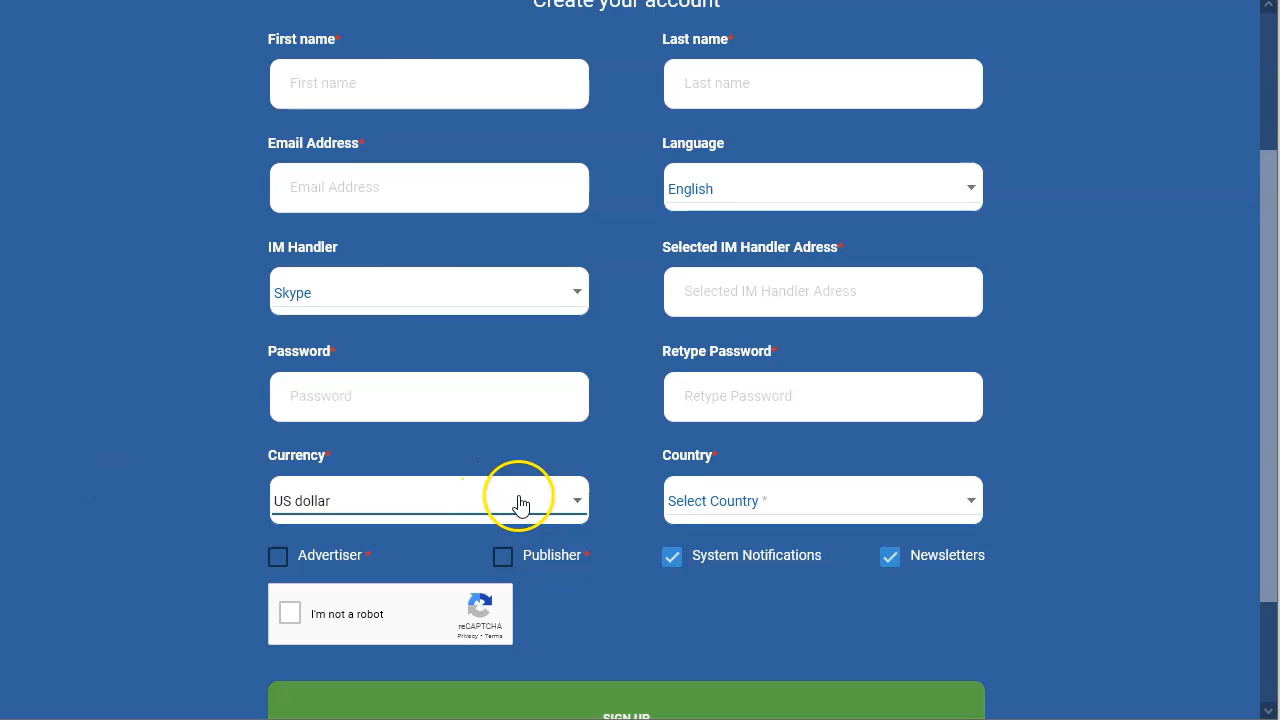 Create your account
First name*
Last name*
First name
Last name
Email Address*
Language
Email Address
English
IM Handler
Selected IM Handler Adress*
Skype
Selected IM Handler Adress
Password*
Retype Password*
Password
Retype Password
Currency*
Country*
US dollar
Select Country *
Advertiser *
Publisher *
System Notifications
Newsletters
I'm not a robot
reCAPTCHA
Privacy • Terms
SIGN UP